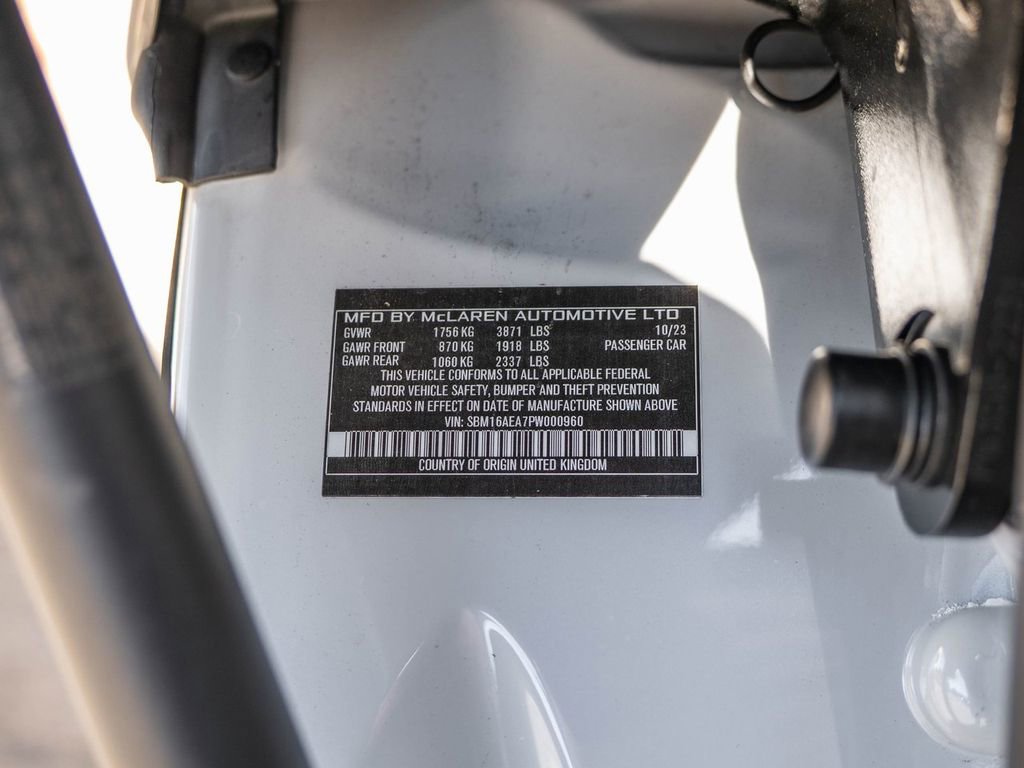 MFD BY McLAREN AUTOMOTIVE LTD
GVWR 1756 KG 3871 LBS 10/23
GAWR FRONT 870 KG 1918 LBS PASSENGER CAR
GAWR REAR 1060 KG 2337 LBS
THIS VEHICLE CONFORMS TO ALL APPLICABLE FEDERAL
MOTOR VEHICLE SAFETY, BUMPER AND THEFT PREVENTION
STANDARDS IN EFFECT ON DATE OF MANUFACTURE SHOWN ABOVE
VIN: SBM16AEA7PW000960
COUNTRY OF ORIGIN UNITED KINGDOM